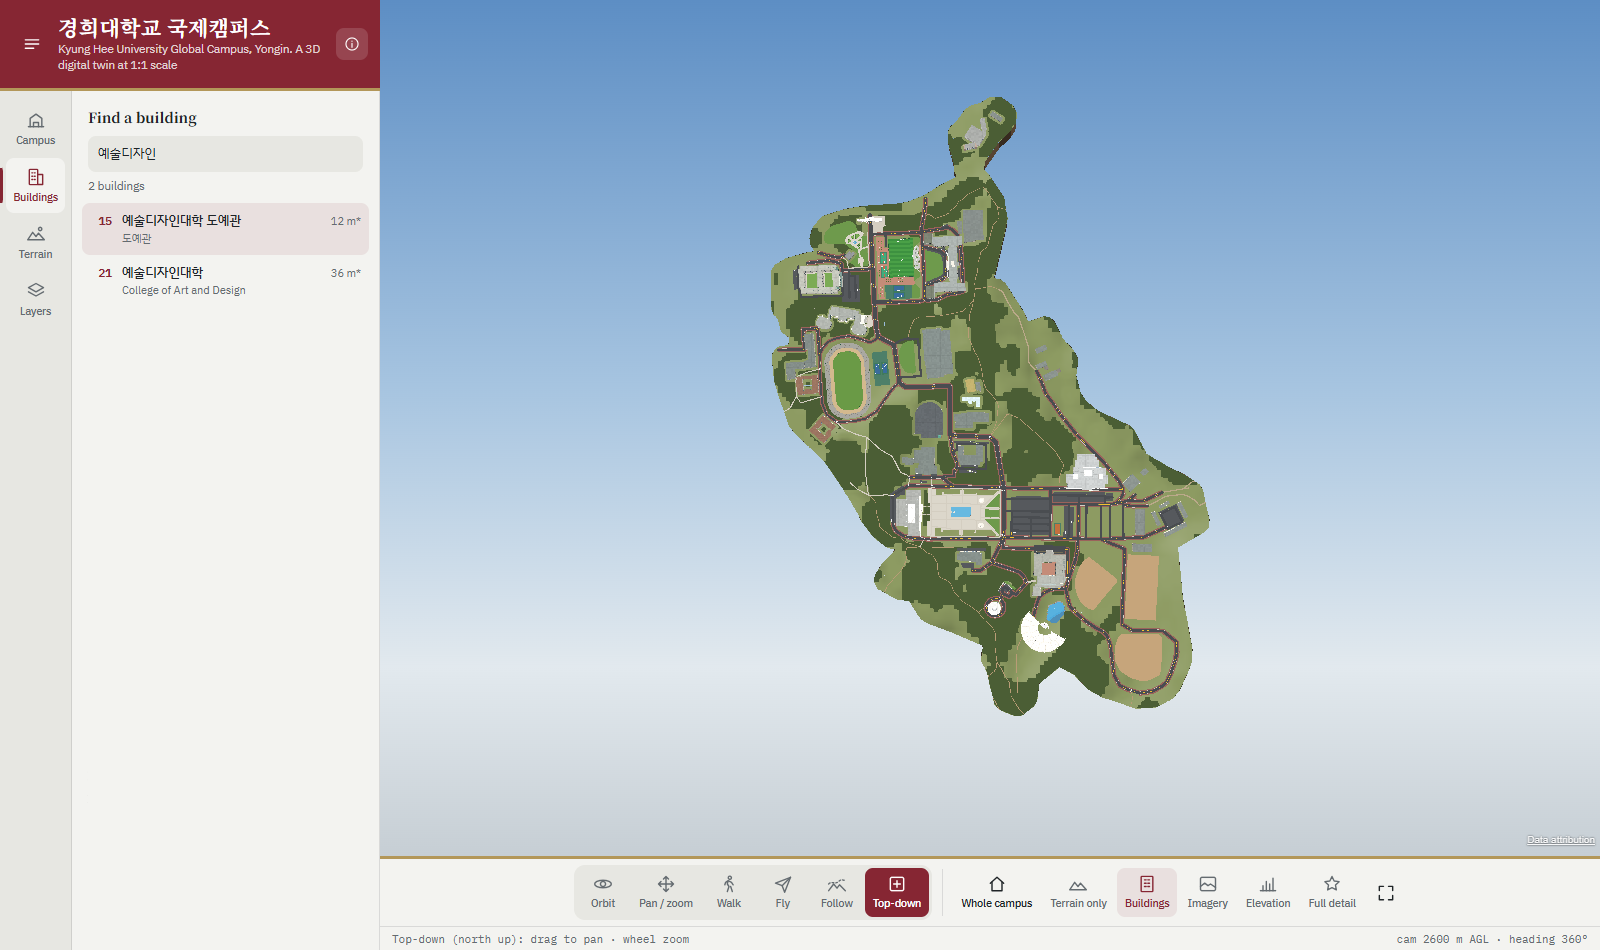 경희대학교 국제캠퍼스
Kyung Hee University Global Campus, Yongin. A 3D
digital twin at 1:1 scale
Campus
Buildings
Terrain
Layers
Find a building
예술디자인
2 buildings
15 예술디자인대학 도예관 12 m*
도예관
21 예술디자인대학 36 m*
College of Art and Design
Data attribution
Orbit
Pan / zoom
Walk
Fly
Follow
Top-down
Whole campus
Terrain only
Buildings
Imagery
Elevation
Full detail
Top-down (north up): drag to pan · wheel zoom
cam 2600 m AGL · heading 360°